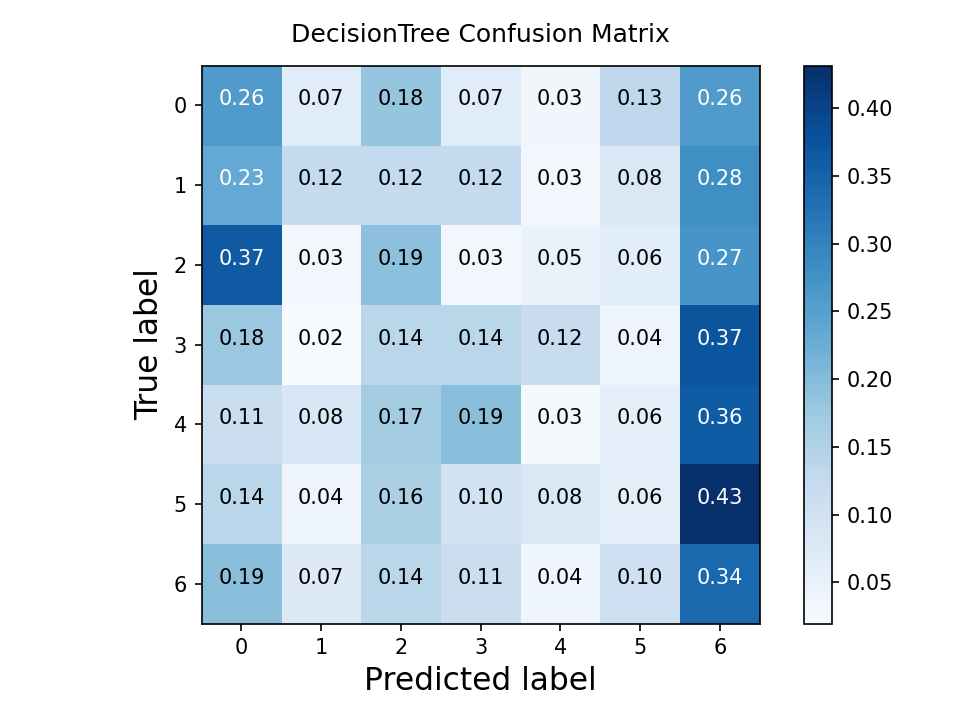 DecisionTree Confusion Matrix
0 0.26 0.07 0.18 0.07 0.03 0.13 0.26
1 0.23 0.12 0.12 0.12 0.03 0.08 0.28
2 0.37 0.03 0.19 0.03 0.05 0.06 0.27
3 0.18 0.02 0.14 0.14 0.12 0.04 0.37
4 0.11 0.08 0.17 0.19 0.03 0.06 0.36
5 0.14 0.04 0.16 0.10 0.08 0.06 0.43
6 0.19 0.07 0.14 0.11 0.04 0.10 0.34
0 1 2 3 4 5 6
Predicted label
True label
0.40
0.35
0.30
0.25
0.20
0.15
0.10
0.05